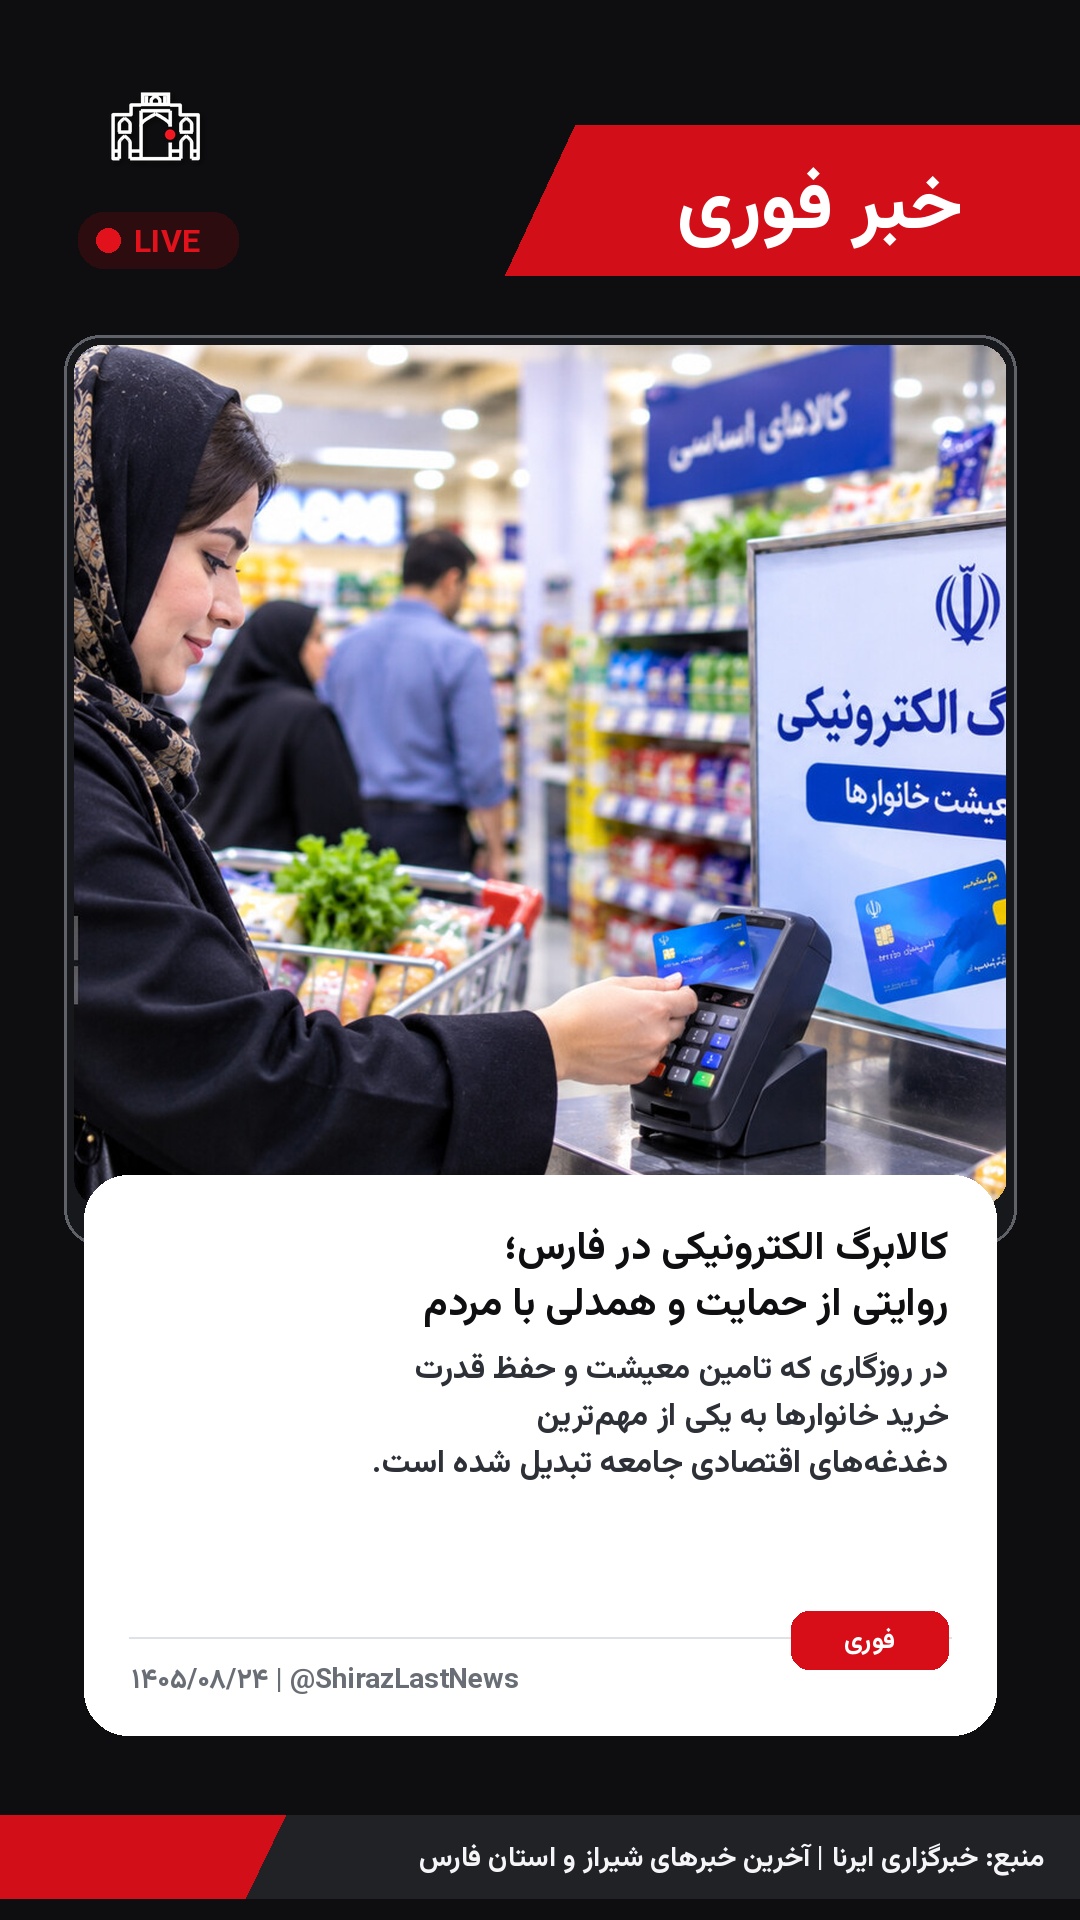 LIVE
خبر فوری
کالاهای اساسی
گ الکترونیکی
عیشت خانوارها
کالابرگ الکترونیکی در فارس؛
روایتی از حمایت و همدلی با مردم
در روزگاری که تامین معیشت و حفظ قدرت
خرید خانوارها به یکی از مهم‌ترین
دغدغه‌های اقتصادی جامعه تبدیل شده است.
فوری
۱۴۰۵/۰۸/۲۴ | @ShirazLastNews
منبع: خبرگزاری ایرنا | آخرین خبرهای شیراز و استان فارس